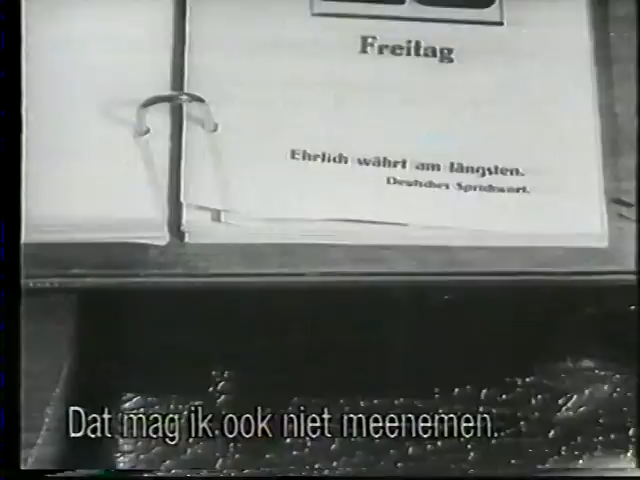 Freitag
Ehrlich währt am längsten.
Deutsches Sprichwort.
Dat mag ik ook niet meenemen.